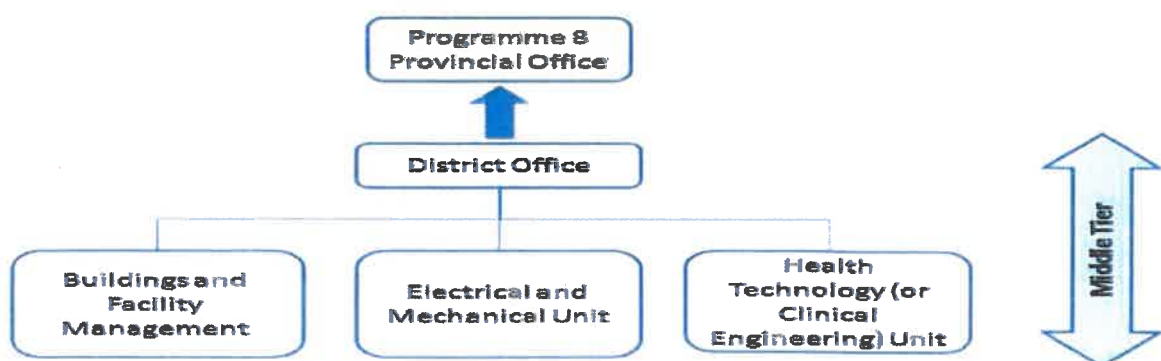 Programme 8
Provincial Office
District Office
Buildings and
Facility
Management
Electrical and
Mechanical Unit
Health
Technology (or
Clinical
Engineering) Unit
Middle Tier